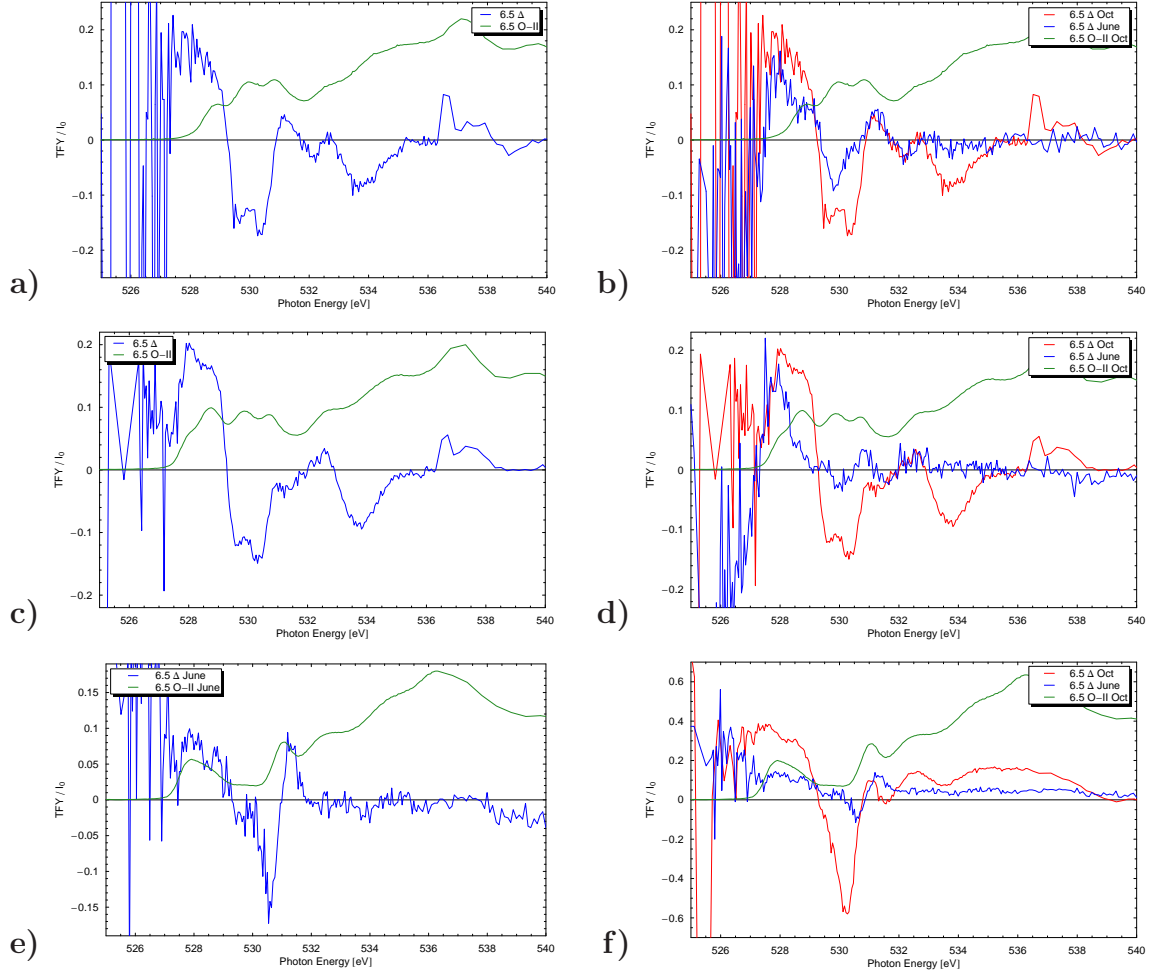 6.5 Δ
6.5 O−II
0.2
0.1
0
−0.1
−0.2
TFY / I₀
526 528 530 532 534 536 538 540
Photon Energy [eV]
a)
6.5 Δ Oct
6.5 Δ June
6.5 O−II Oct
0.2
0.1
0
−0.1
−0.2
TFY / I₀
526 528 530 532 534 536 538 540
Photon Energy [eV]
b)
6.5 Δ
6.5 O−II
0.2
0.1
0
−0.1
−0.2
TFY / I₀
526 528 530 532 534 536 538 540
Photon Energy [eV]
c)
6.5 Δ Oct
6.5 Δ June
6.5 O−II Oct
0.2
0.1
0
−0.1
−0.2
TFY / I₀
526 528 530 532 534 536 538 540
Photon Energy [eV]
d)
6.5 Δ June
6.5 O−II June
0.15
0.1
0.05
0
−0.05
−0.1
−0.15
TFY / I₀
526 528 530 532 534 536 538 540
Photon Energy [eV]
e)
6.5 Δ Oct
6.5 Δ June
6.5 O−II Oct
0.6
0.4
0.2
0
−0.2
−0.4
−0.6
TFY / I₀
526 528 530 532 534 536 538 540
Photon Energy [eV]
f)